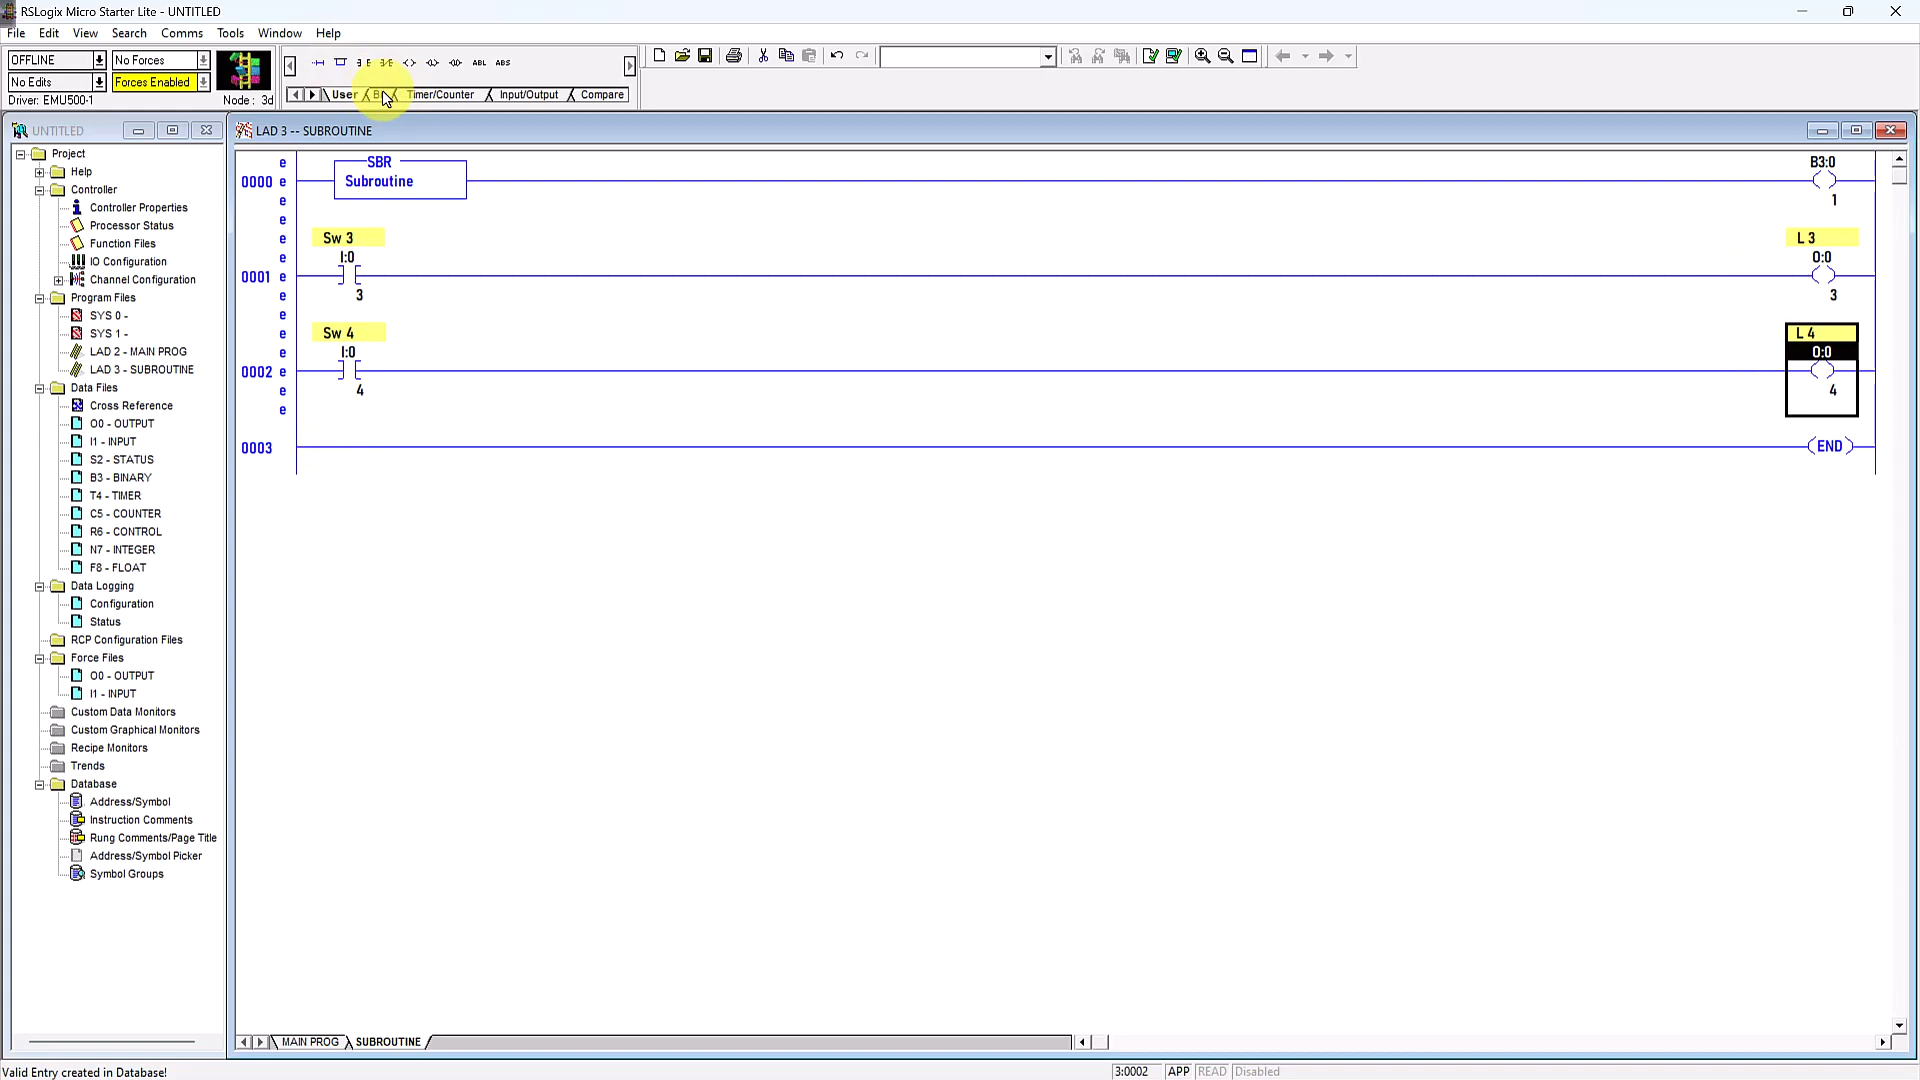 RSLogix Micro Starter Lite - UNTITLED
File Edit View Search Comms Tools Window Help
OFFLINE No Forces
No Edits Forces Enabled
Driver: EMU500-1 Node: 3d
ABL ABS
User Timer/Counter Input/Output Compare
UNTITLED
Project
Help
Controller
Controller Properties
Processor Status
Function Files
IO Configuration
Channel Configuration
Program Files
SYS 0 -
SYS 1 -
LAD 2 - MAIN PROG
LAD 3 - SUBROUTINE
Data Files
Cross Reference
O0 - OUTPUT
I1 - INPUT
S2 - STATUS
B3 - BINARY
T4 - TIMER
C5 - COUNTER
R6 - CONTROL
N7 - INTEGER
F8 - FLOAT
Data Logging
Configuration
Status
RCP Configuration Files
Force Files
O0 - OUTPUT
I1 - INPUT
Custom Data Monitors
Custom Graphical Monitors
Recipe Monitors
Trends
Database
Address/Symbol
Instruction Comments
Rung Comments/Page Title
Address/Symbol Picker
Symbol Groups
LAD 3 -- SUBROUTINE
e SBR B3:0
0000 e Subroutine
e 1
e
e Sw 3 L 3
e I:0 O:0
0001 e
e 3 3
e
e Sw 4 L 4
e I:0 O:0
0002 e
e 4 4
e
0003 END
MAIN PROG SUBROUTINE
Valid Entry created in Database! 3:0002 APP READ Disabled